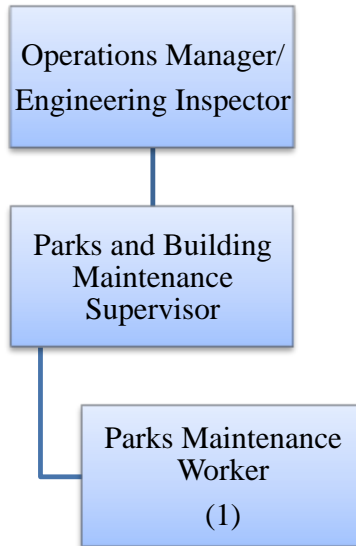 Operations Manager/
Engineering Inspector
Parks and Building
Maintenance
Supervisor
Parks Maintenance
Worker
(1)